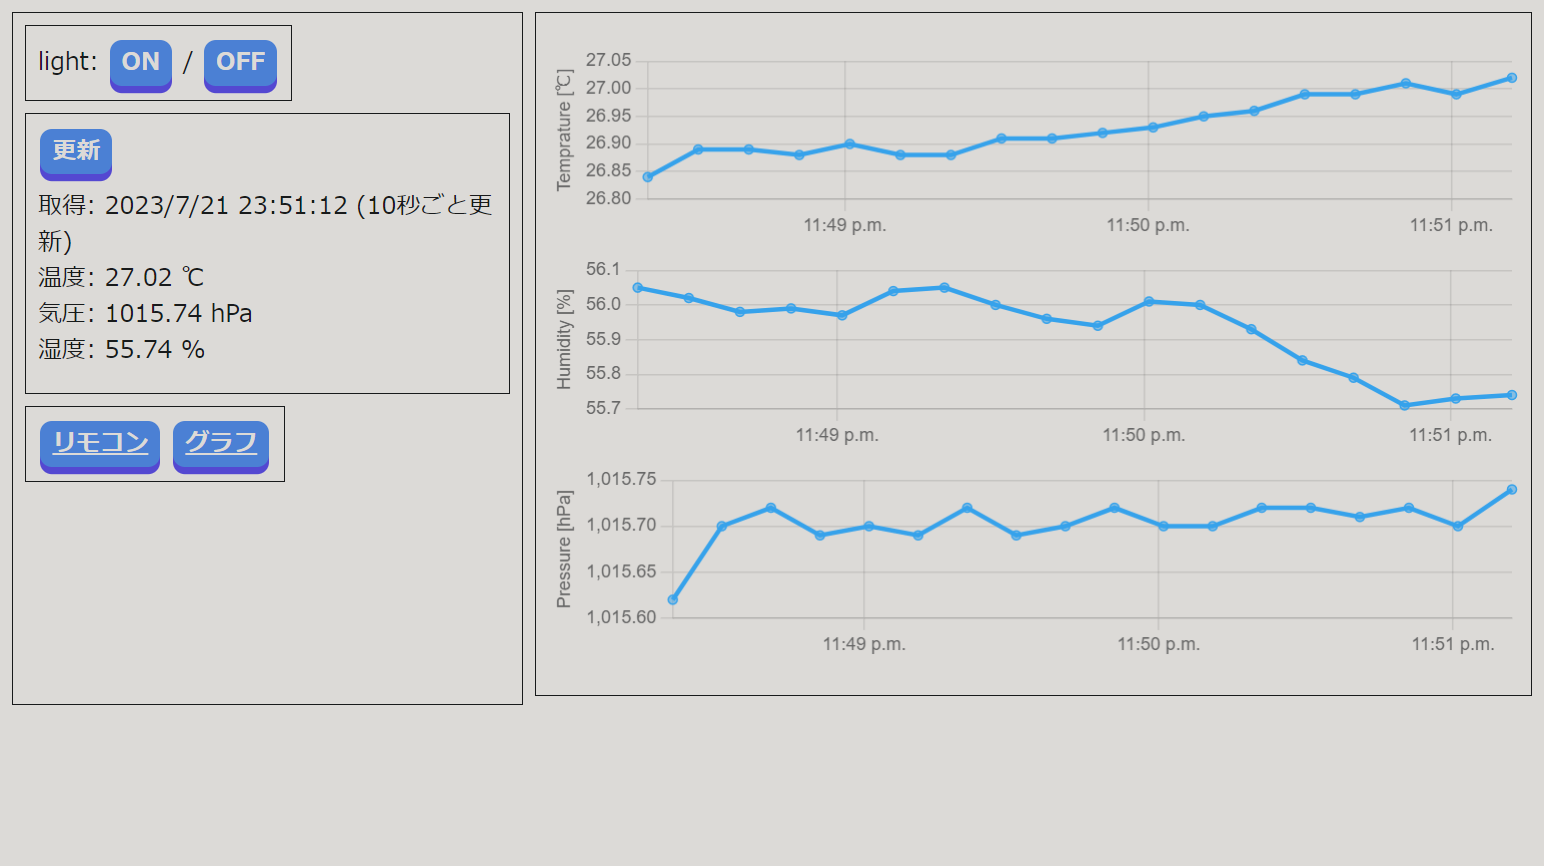 light: ON / OFF
更新
取得: 2023/7/21 23:51:12 (10秒ごと更
新)
温度: 27.02 ℃
気圧: 1015.74 hPa
湿度: 55.74 %
リモコン グラフ
Temprature [℃]
27.05
27.00
26.95
26.90
26.85
26.80
11:49 p.m. 11:50 p.m. 11:51 p.m.
Humidity [%]
56.1
56.0
55.9
55.8
55.7
11:49 p.m. 11:50 p.m. 11:51 p.m.
Pressure [hPa]
1,015.75
1,015.70
1,015.65
1,015.60
11:49 p.m. 11:50 p.m. 11:51 p.m.